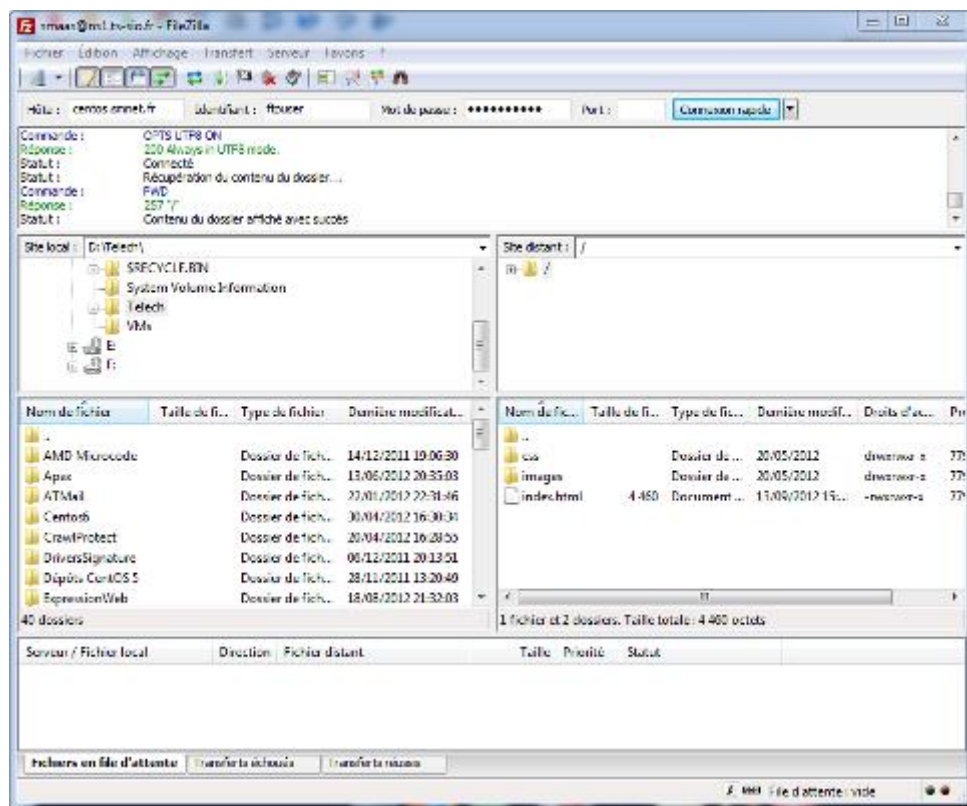 FileZilla
Fichier Édition Affichage Transfert Serveur Favoris ?
Hôte : centos.smnet.fr Identifiant : ftpuser Mot de passe : ●●●●●●●●●● Port : Connexion rapide
Commande : OPTS UTF8 ON
Réponse : 200 Always in UTF8 mode.
Statut : Connecté
Statut : Récupération du contenu du dossier...
Commande : PWD
Réponse : 257 "/"
Statut : Contenu du dossier affiché avec succès
Site local : D:\Telech\
Site distant : /
$RECYCLE.BIN
System Volume Information
Telech
VMs
E:
F:
/
Nom de fichier Taille de fi... Type de fichier Dernière modificat...
..
AMD Microcode Dossier de fich... 14/12/2011 19:06:30
Apex Dossier de fich... 13/06/2012 20:35:03
ATMail Dossier de fich... 22/01/2012 22:31:46
Centos6 Dossier de fich... 30/04/2012 16:30:34
CrawlProtect Dossier de fich... 20/04/2012 16:28:55
DriversSignature Dossier de fich... 06/12/2011 20:13:51
Dépôts CentOS 5 Dossier de fich... 28/11/2011 13:20:49
ExpressionWeb Dossier de fich... 18/08/2012 21:32:03
40 dossiers
Nom de fic... Taille de fi... Type de fic... Dernière modif... Droits d'ac... Pr
..
css Dossier de ... 20/05/2012 drwxrwxr-x 775
images Dossier de ... 20/05/2012 drwxrwxr-x
index.html 4 460 Document ... 13/09/2012 15:... -rwxrwxr-x
1 fichier et 2 dossiers. Taille totale : 4 460 octets
Serveur / Fichier local Direction Fichier distant Taille Priorité Statut
Fichiers en file d'attente Transferts échoués Transferts réussis
File d'attente : vide